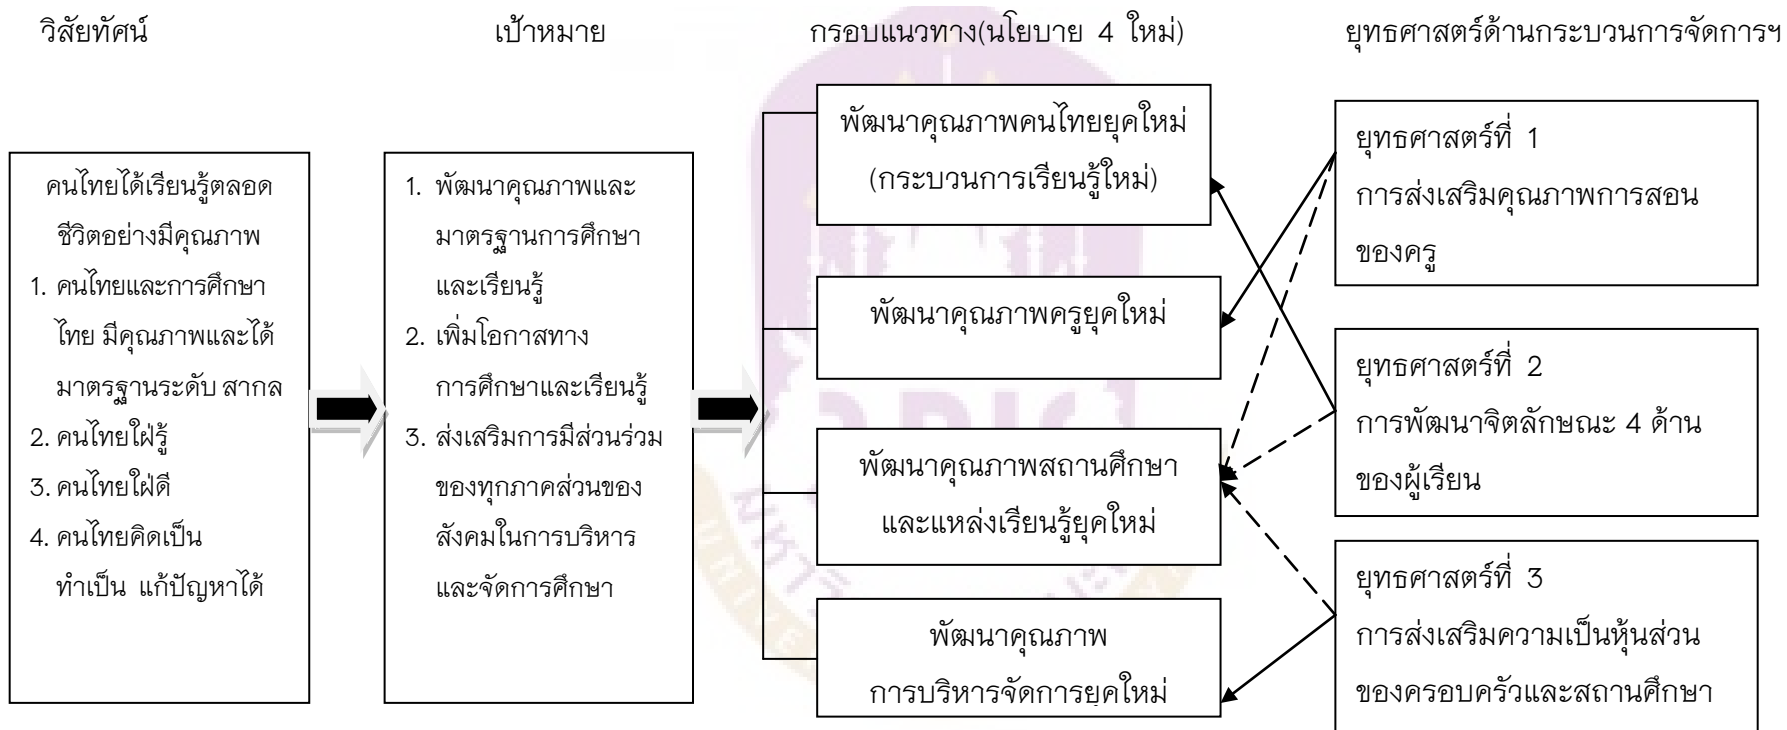 วิสัยทัศน์
เป้าหมาย
กรอบแนวทาง(นโยบาย 4 ใหม่)
ยุทธศาสตร์ด้านกระบวนการจัดการฯ
คนไทยได้เรียนรู้ตลอด
ชีวิตอย่างมีคุณภาพ
1. คนไทยและการศึกษา
ไทย มีคุณภาพและได้
มาตรฐานระดับ สากล
2. คนไทยใฝ่รู้
3. คนไทยใฝ่ดี
4. คนไทยคิดเป็น
ทำเป็น แก้ปัญหาได้
1. พัฒนาคุณภาพและ
มาตรฐานการศึกษา
และเรียนรู้
2. เพิ่มโอกาสทาง
การศึกษาและเรียนรู้
3. ส่งเสริมการมีส่วนร่วม
ของทุกภาคส่วนของ
สังคมในการบริหาร
และจัดการศึกษา
พัฒนาคุณภาพคนไทยยุคใหม่
(กระบวนการเรียนรู้ใหม่)
พัฒนาคุณภาพครูยุคใหม่
พัฒนาคุณภาพสถานศึกษา
และแหล่งเรียนรู้ยุคใหม่
พัฒนาคุณภาพ
การบริหารจัดการยุคใหม่
ยุทธศาสตร์ที่ 1
การส่งเสริมคุณภาพการสอน
ของครู
ยุทธศาสตร์ที่ 2
การพัฒนาจิตลักษณะ 4 ด้าน
ของผู้เรียน
ยุทธศาสตร์ที่ 3
การส่งเสริมความเป็นหุ้นส่วน
ของครอบครัวและสถานศึกษา